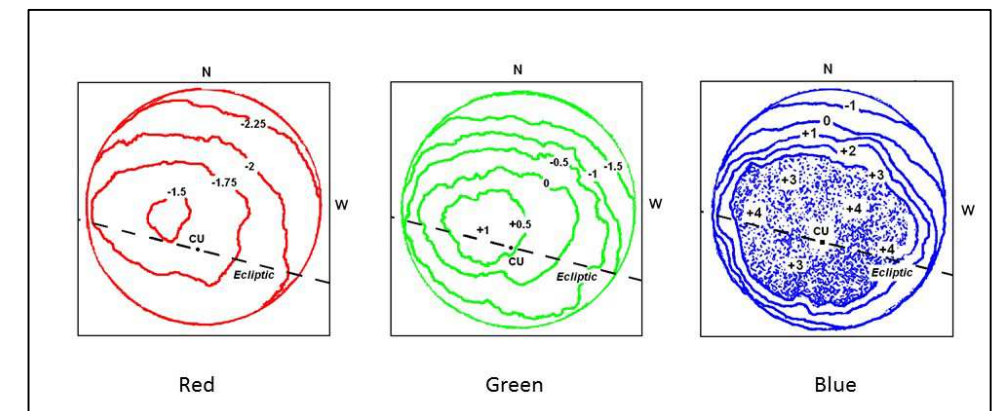 N
-2.25
-2
-1.75
-1.5
W
CU
Ecliptic
Red
N
-0.5
-1.5
-1
0
+0.5
+1
W
CU
Ecliptic
Green
N
-1
0
+1
+2
+3
+3
+4
+4
W
CU
+4
+3
Ecliptic
Blue